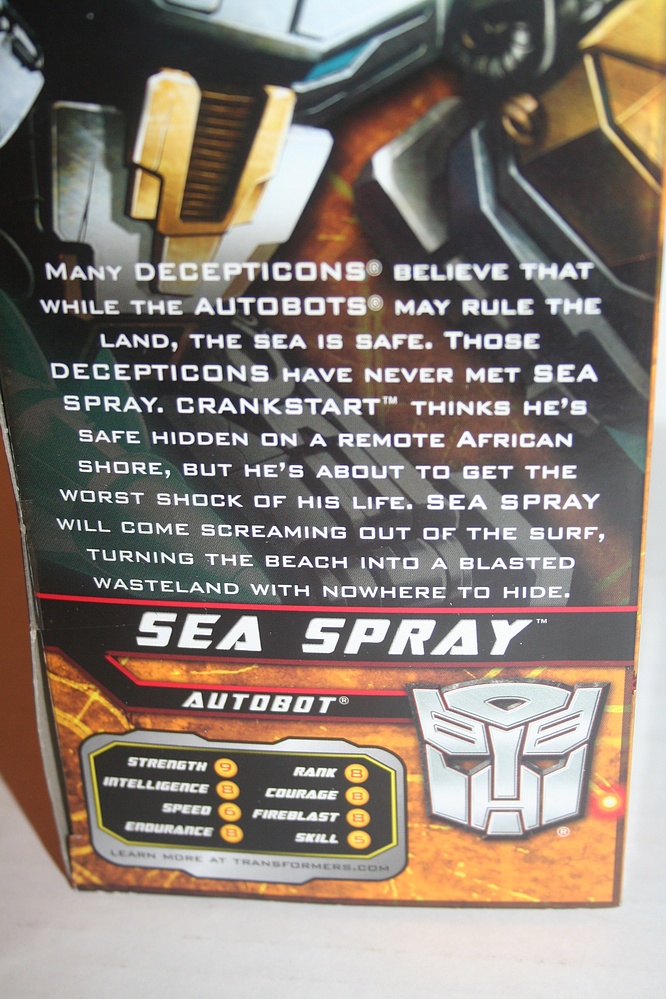 MANY DECEPTICONS® BELIEVE THAT
WHILE THE AUTOBOTS® MAY RULE THE
LAND, THE SEA IS SAFE. THOSE
DECEPTICONS HAVE NEVER MET SEA
SPRAY. CRANKSTART™ THINKS HE'S
SAFE HIDDEN ON A REMOTE AFRICAN
SHORE, BUT HE'S ABOUT TO GET THE
WORST SHOCK OF HIS LIFE. SEA SPRAY
WILL COME SCREAMING OUT OF THE SURF,
TURNING THE BEACH INTO A BLASTED
WASTELAND WITH NOWHERE TO HIDE.
SEA SPRAY™
AUTOBOT®
STRENGTH 9 RANK 8
INTELLIGENCE 8 COURAGE 8
SPEED 6 FIREBLAST 8
ENDURANCE 8 SKILL 5
LEARN MORE AT TRANSFORMERS.COM
®